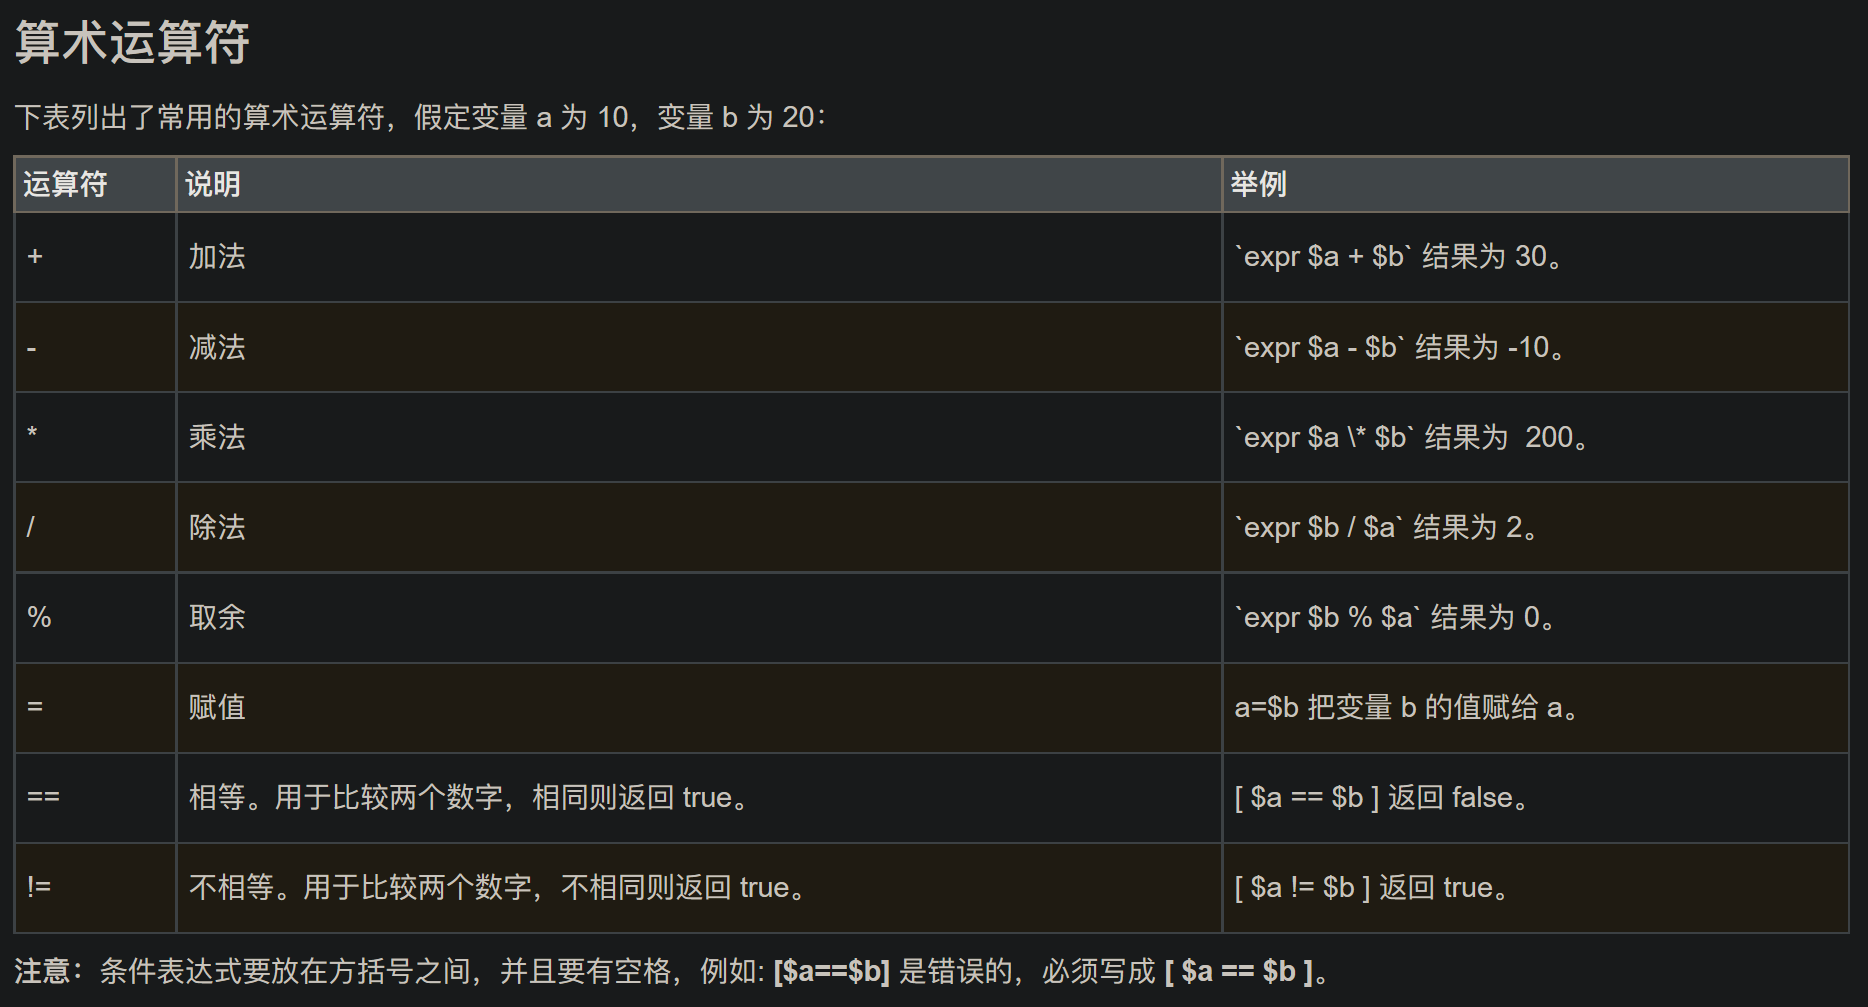 算术运算符
下表列出了常用的算术运算符，假定变量 a 为 10，变量 b 为 20：
运算符 说明 举例
+ 加法 `expr $a + $b` 结果为 30。
- 减法 `expr $a - $b` 结果为 -10。
* 乘法 `expr $a \* $b` 结果为  200。
/ 除法 `expr $b / $a` 结果为 2。
% 取余 `expr $b % $a` 结果为 0。
= 赋值 a=$b 把变量 b 的值赋给 a。
== 相等。用于比较两个数字，相同则返回 true。 [ $a == $b ] 返回 false。
!= 不相等。用于比较两个数字，不相同则返回 true。 [ $a != $b ] 返回 true。
注意：条件表达式要放在方括号之间，并且要有空格，例如: [$a==$b] 是错误的，必须写成 [ $a == $b ]。